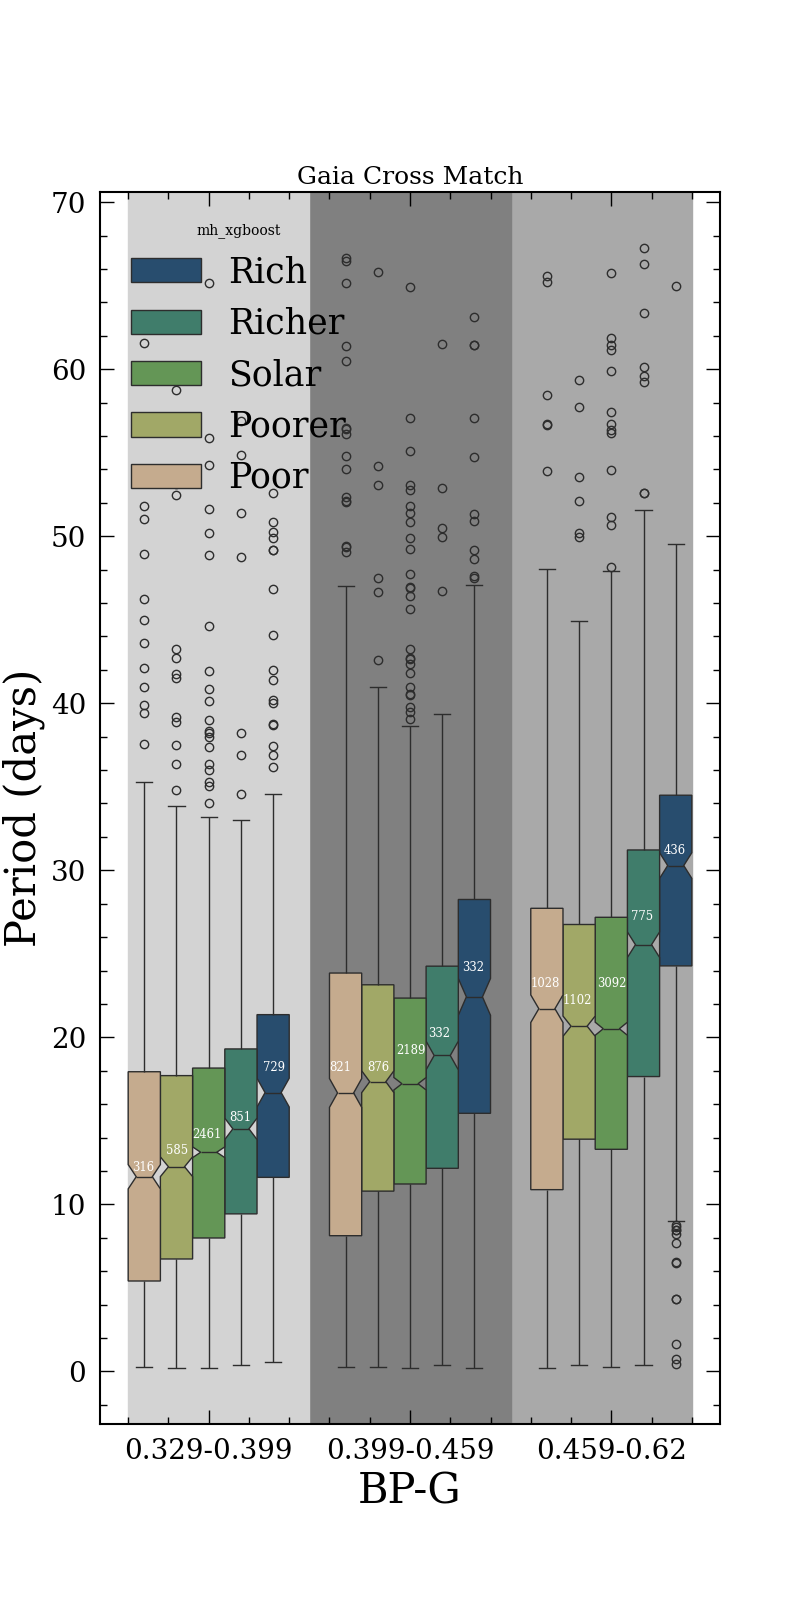 Gaia Cross Match
70
60
50
40
30
20
10
0
Period (days)
mh_xgboost
Rich
Richer
Solar
Poorer
Poor
316
585
2461
851
729
821
876
2189
332
332
1028
1102
3092
775
436
0.329-0.399 0.399-0.459 0.459-0.62
BP-G